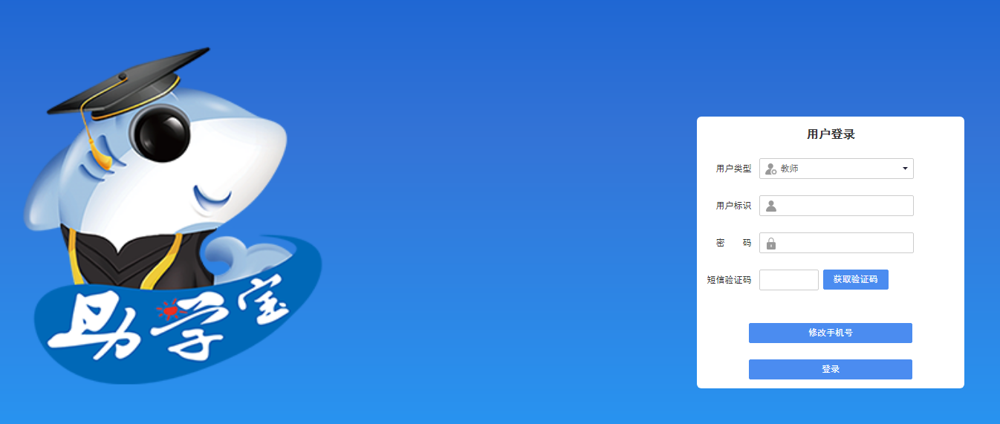 助学宝
用户登录
用户类型 教师
用户标识
密 码
短信验证码 获取验证码
修改手机号
登录